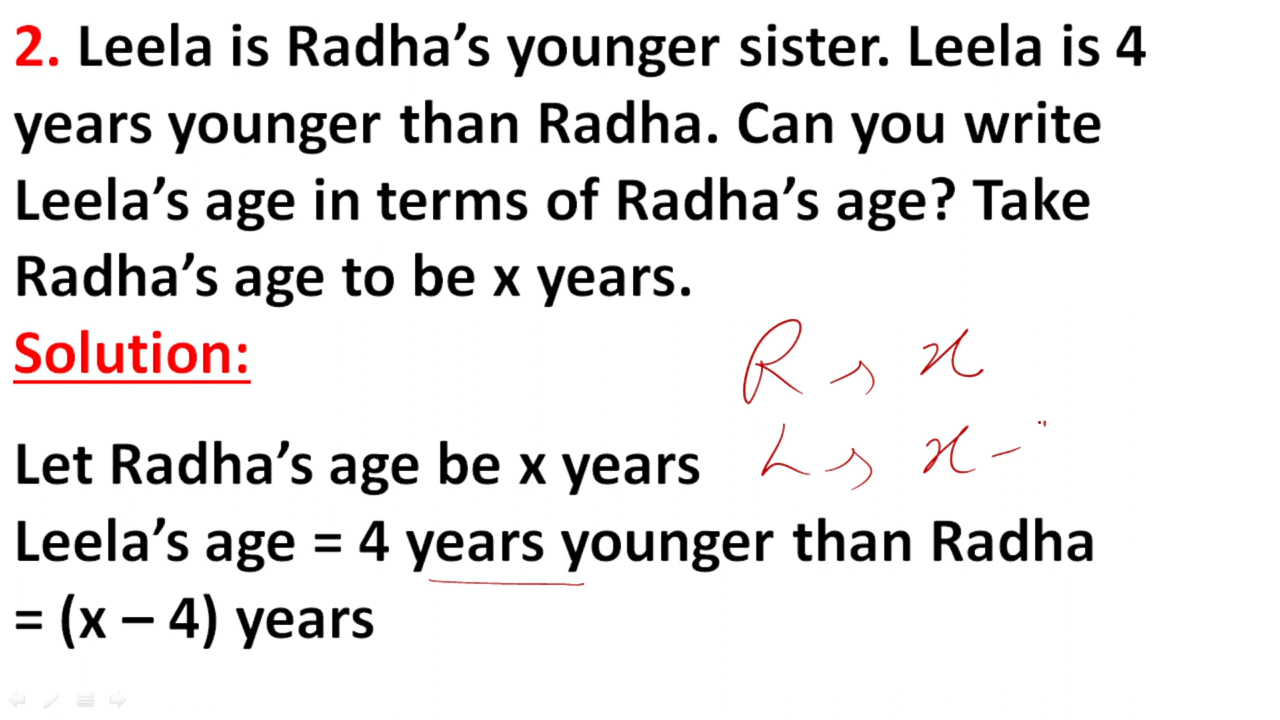 2. Leela is Radha’s younger sister. Leela is 4
years younger than Radha. Can you write
Leela’s age in terms of Radha’s age? Take
Radha’s age to be x years.
Solution:
R → x
Let Radha’s age be x years
L → x –
Leela’s age = 4 years younger than Radha
= (x – 4) years